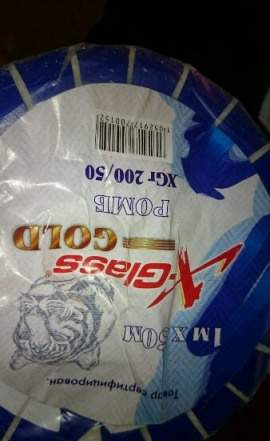 Товар сертифицирован.
1м х 50м
X-Glass
GOLD
РОМБ
XGr 200/50